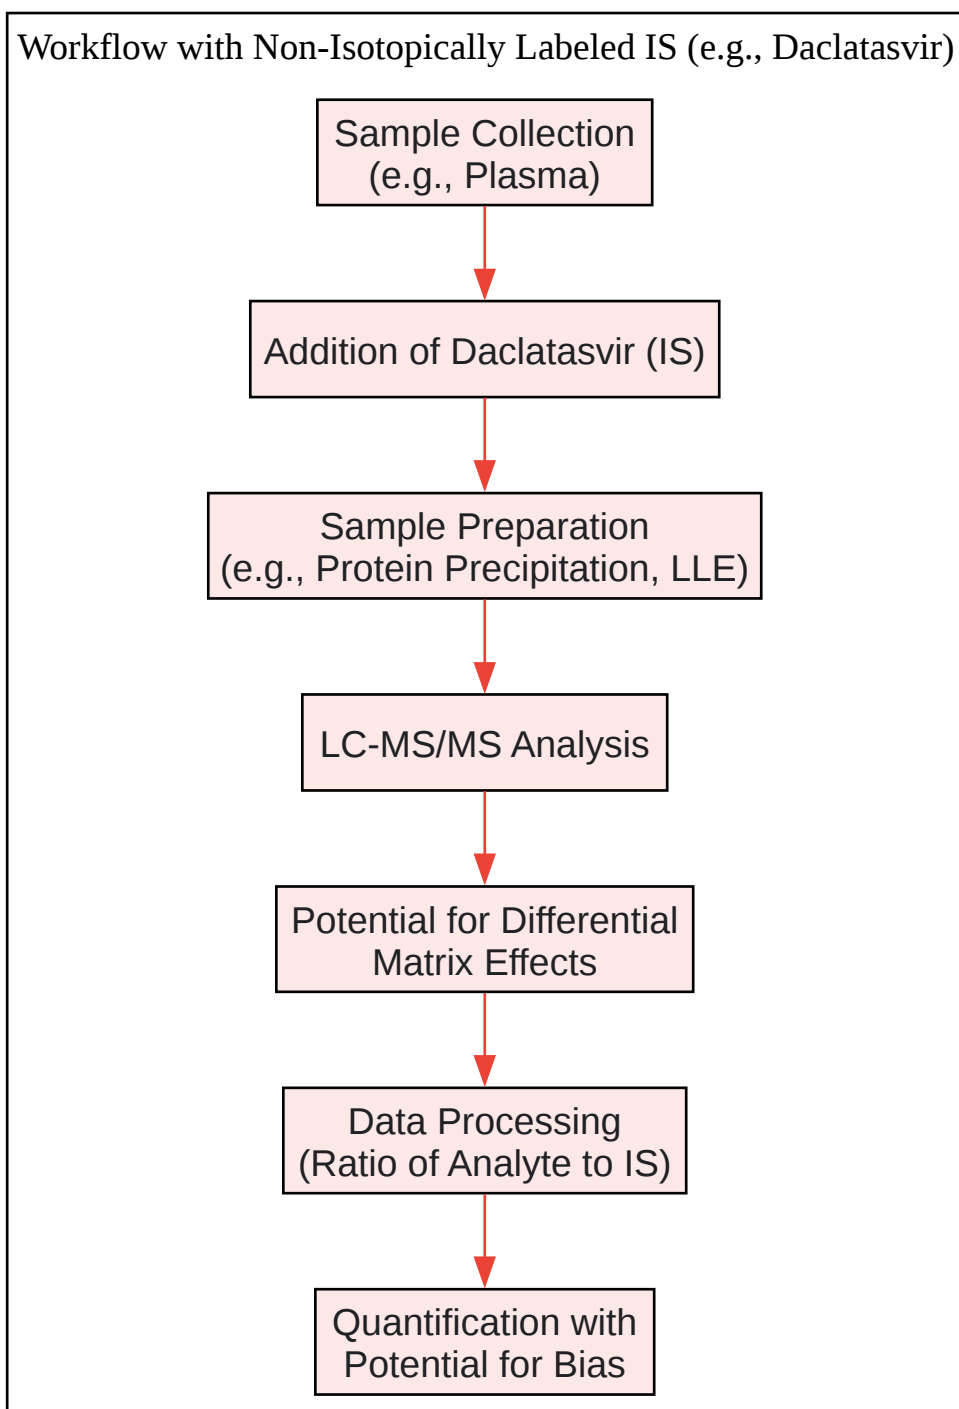 Workflow with Non-Isotopically Labeled IS (e.g., Daclatasvir)
Sample Collection
(e.g., Plasma)
Addition of Daclatasvir (IS)
Sample Preparation
(e.g., Protein Precipitation, LLE)
LC-MS/MS Analysis
Potential for Differential
Matrix Effects
Data Processing
(Ratio of Analyte to IS)
Quantification with
Potential for Bias